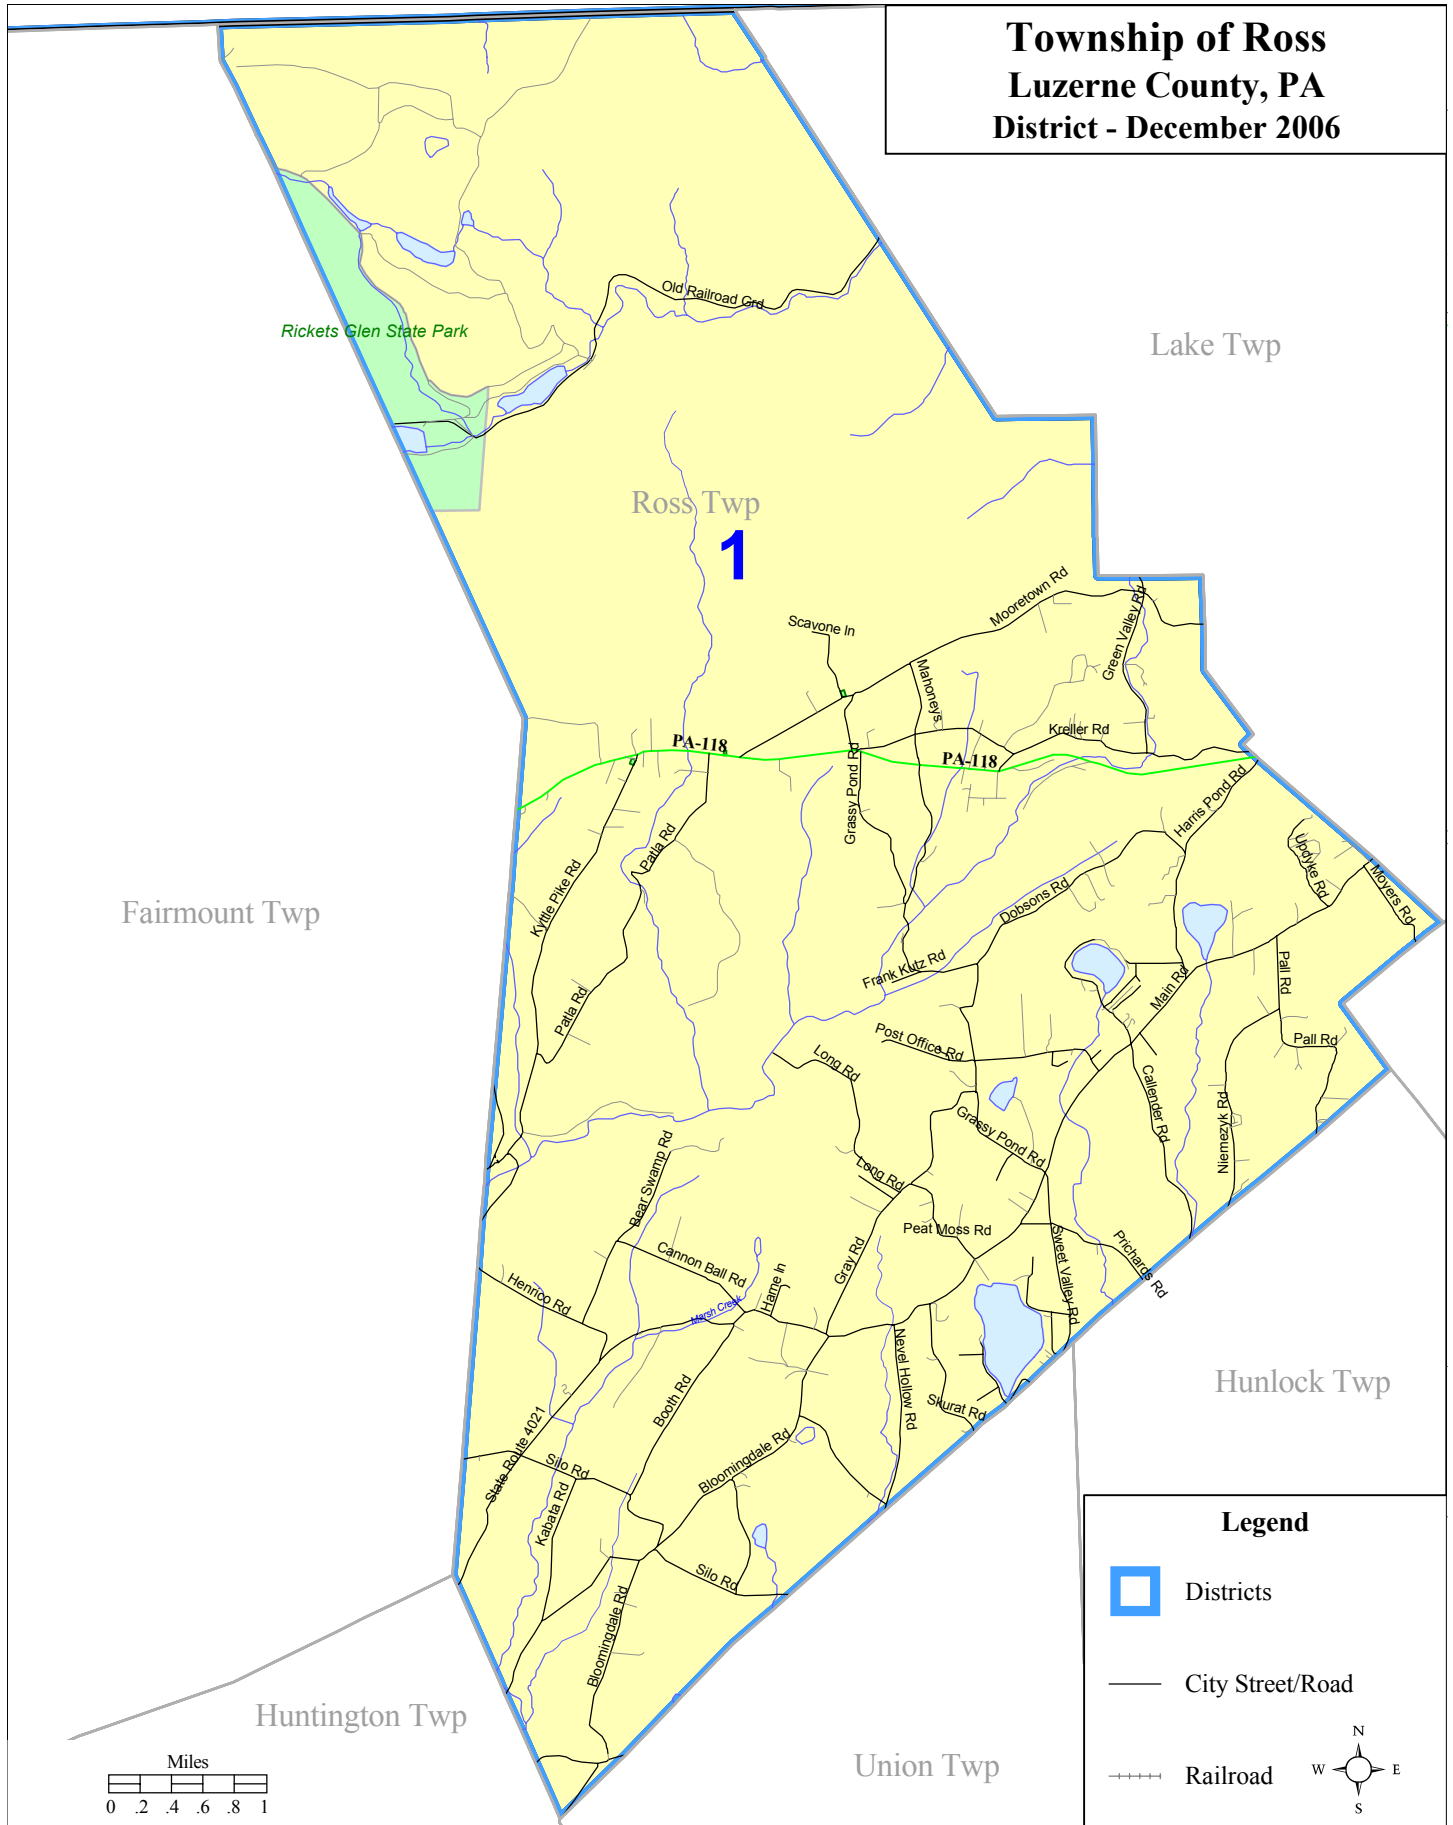 Township of Ross
Luzerne County, PA
District - December 2006
Old Railroad Grd
Rickets Glen State Park
Lake Twp
Ross Twp
1
Mooretown Rd
Scavone ln
Green Valley Rd
Mahoneys
Kreller Rd
PA-118
PA-118
Grassy Pond Rd
Harris Pond Rd
Patla Rd
Updyke Rd
Moyers Rd
Kyttle Pike Rd
Dobsons Rd
Fairmount Twp
Frank Kutz Rd
Main Rd
Pall Rd
Patla Rd
Post Office Rd
Pall Rd
Long Rd
Callender Rd
Niemezyk Rd
Grassy Pond Rd
Bear Swamp Rd
Long Rd
Peat Moss Rd
Sweet Valley Rd
Prichards Rd
Gray Rd
Cannon Ball Rd
Hame ln
Henrico Rd
Marsh Creek
Nevel Hollow Rd
Hunlock Twp
Booth Rd
Skurat Rd
State Route 4021
Bloomingdale Rd
Silo Rd
Kabata Rd
Silo Rd
Bloomingdale Rd
Huntington Twp
Union Twp
Legend
Districts
City Street/Road
Railroad
N
W E
S
Miles
0 .2 .4 .6 .8 1